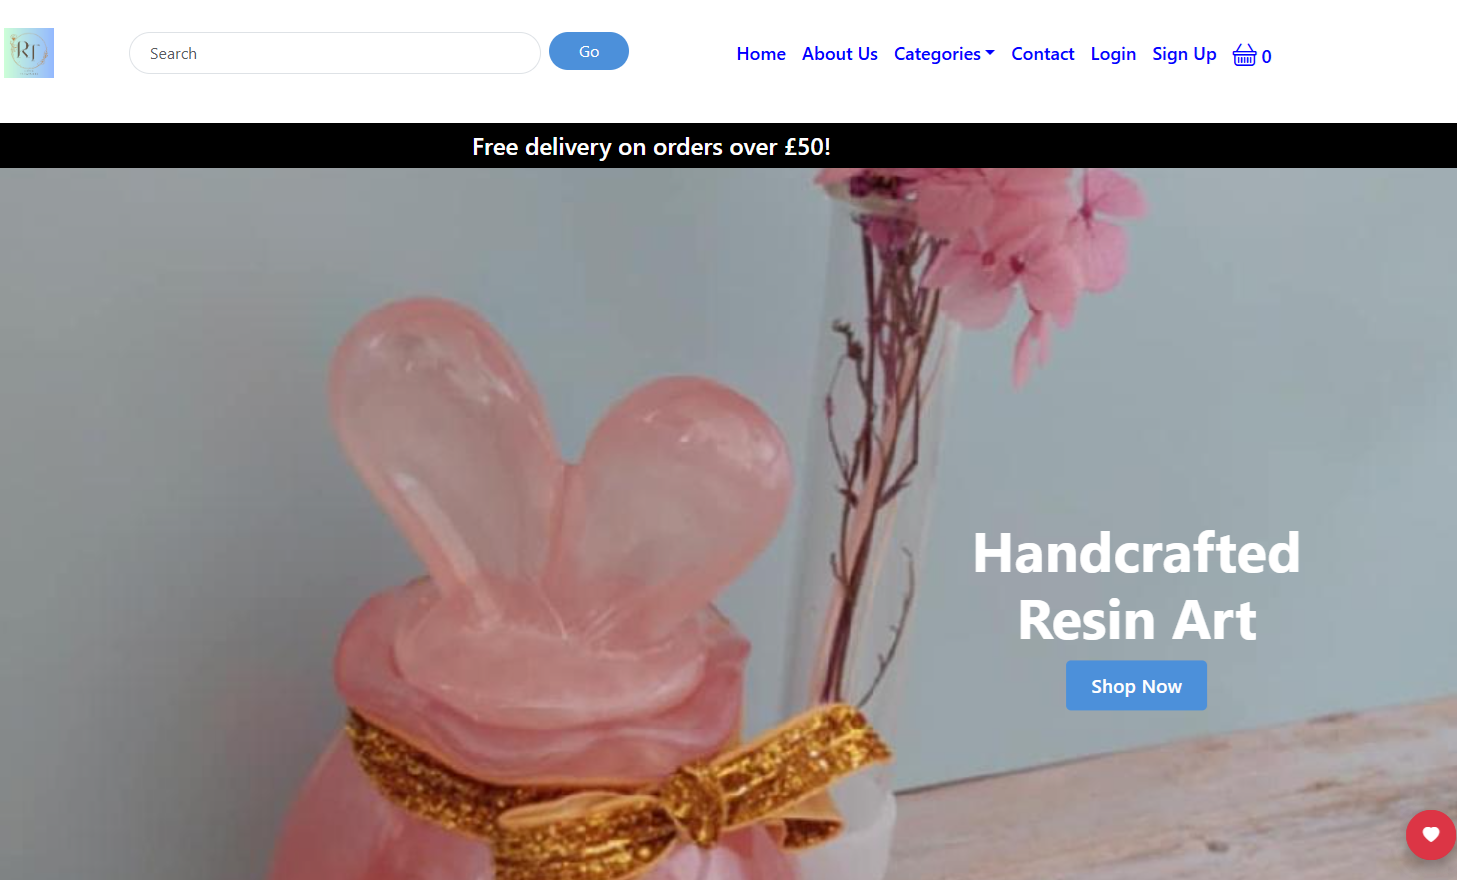 RJ
Search
Go
Home
About Us
Categories
Contact
Login
Sign Up
0
Free delivery on orders over £50!
Handcrafted
Resin Art
Shop Now